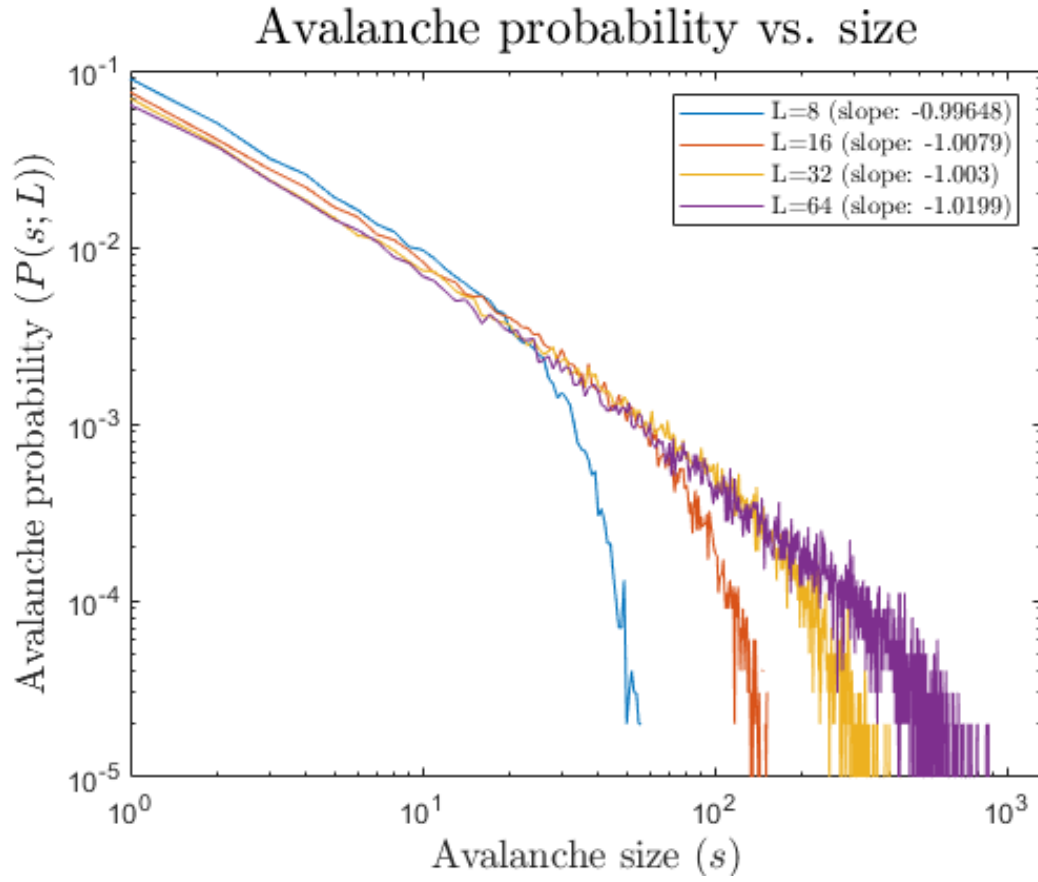 Avalanche probability vs. size
L=8 (slope: -0.99648)
L=16 (slope: -1.0079)
L=32 (slope: -1.003)
L=64 (slope: -1.0199)
Avalanche probability (P(s; L))
10^-1
10^-2
10^-3
10^-4
10^-5
10^0
10^1
10^2
10^3
Avalanche size (s)